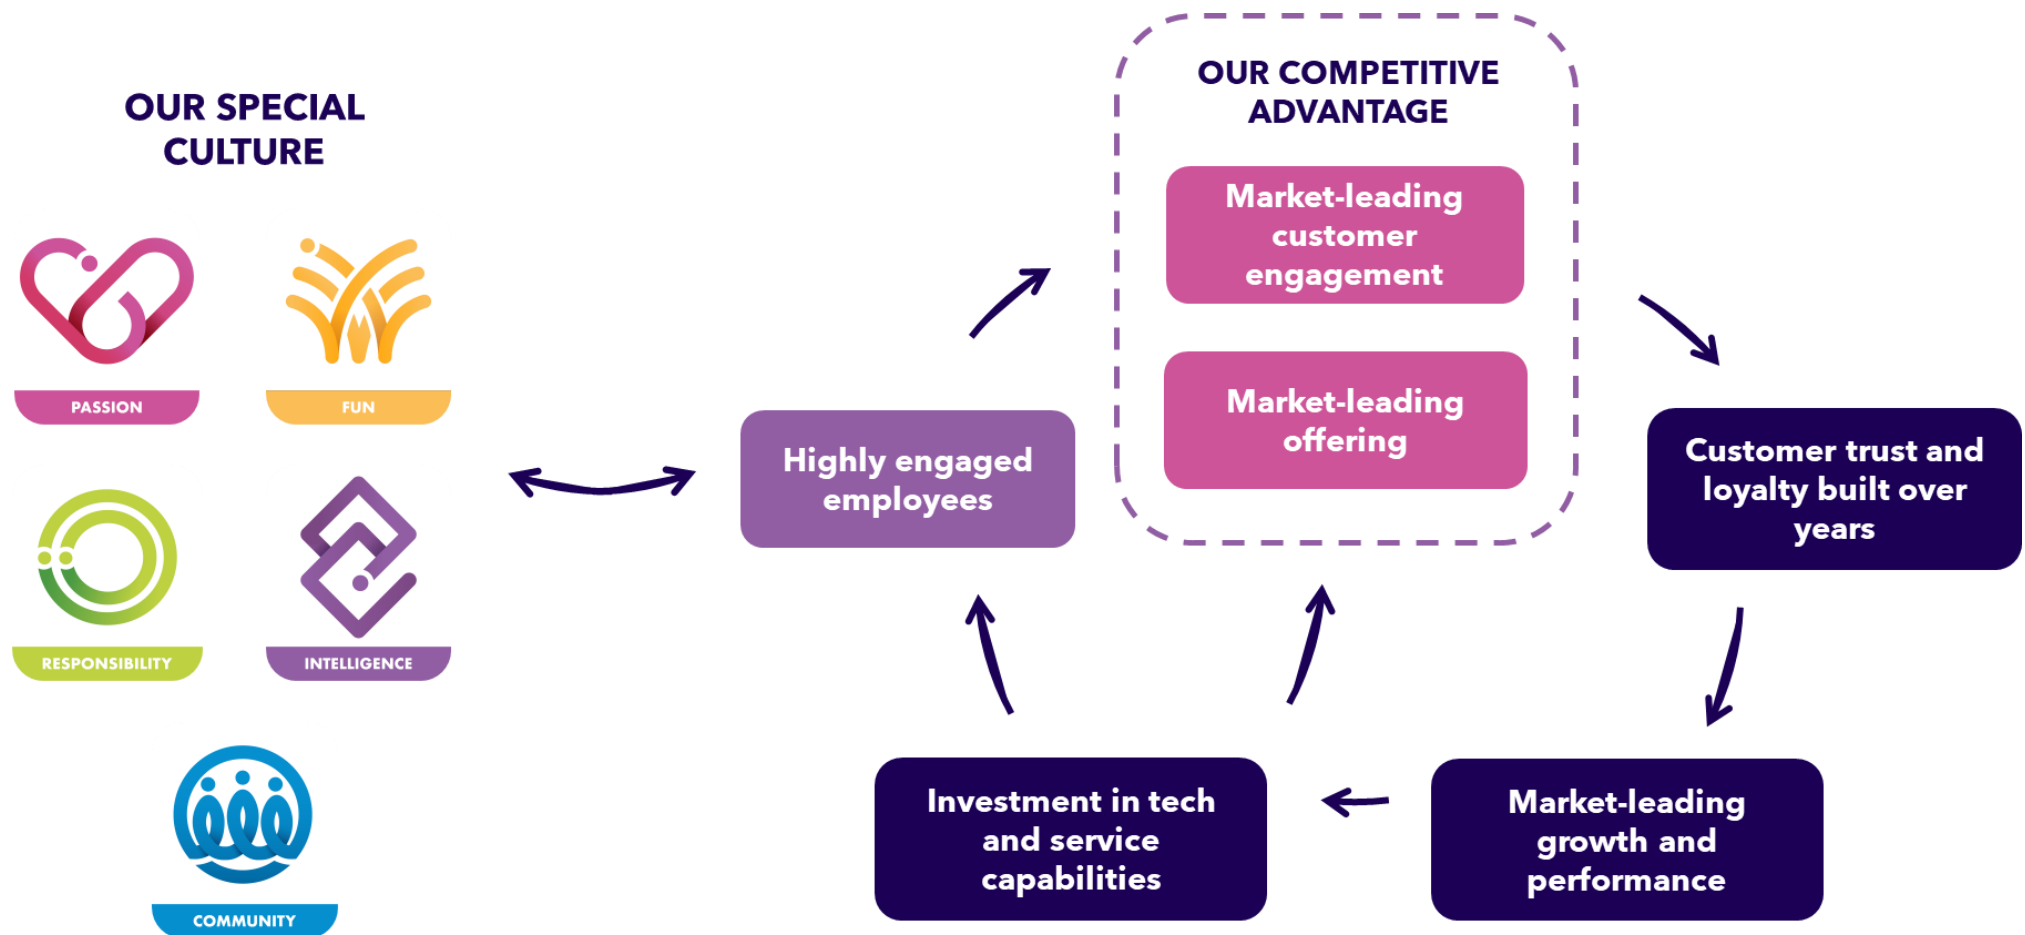 OUR SPECIAL
CULTURE
PASSION
FUN
RESPONSIBILITY
INTELLIGENCE
COMMUNITY
Highly engaged
employees
OUR COMPETITIVE
ADVANTAGE
Market-leading
customer
engagement
Market-leading
offering
Customer trust and
loyalty built over
years
Market-leading
growth and
performance
Investment in tech
and service
capabilities